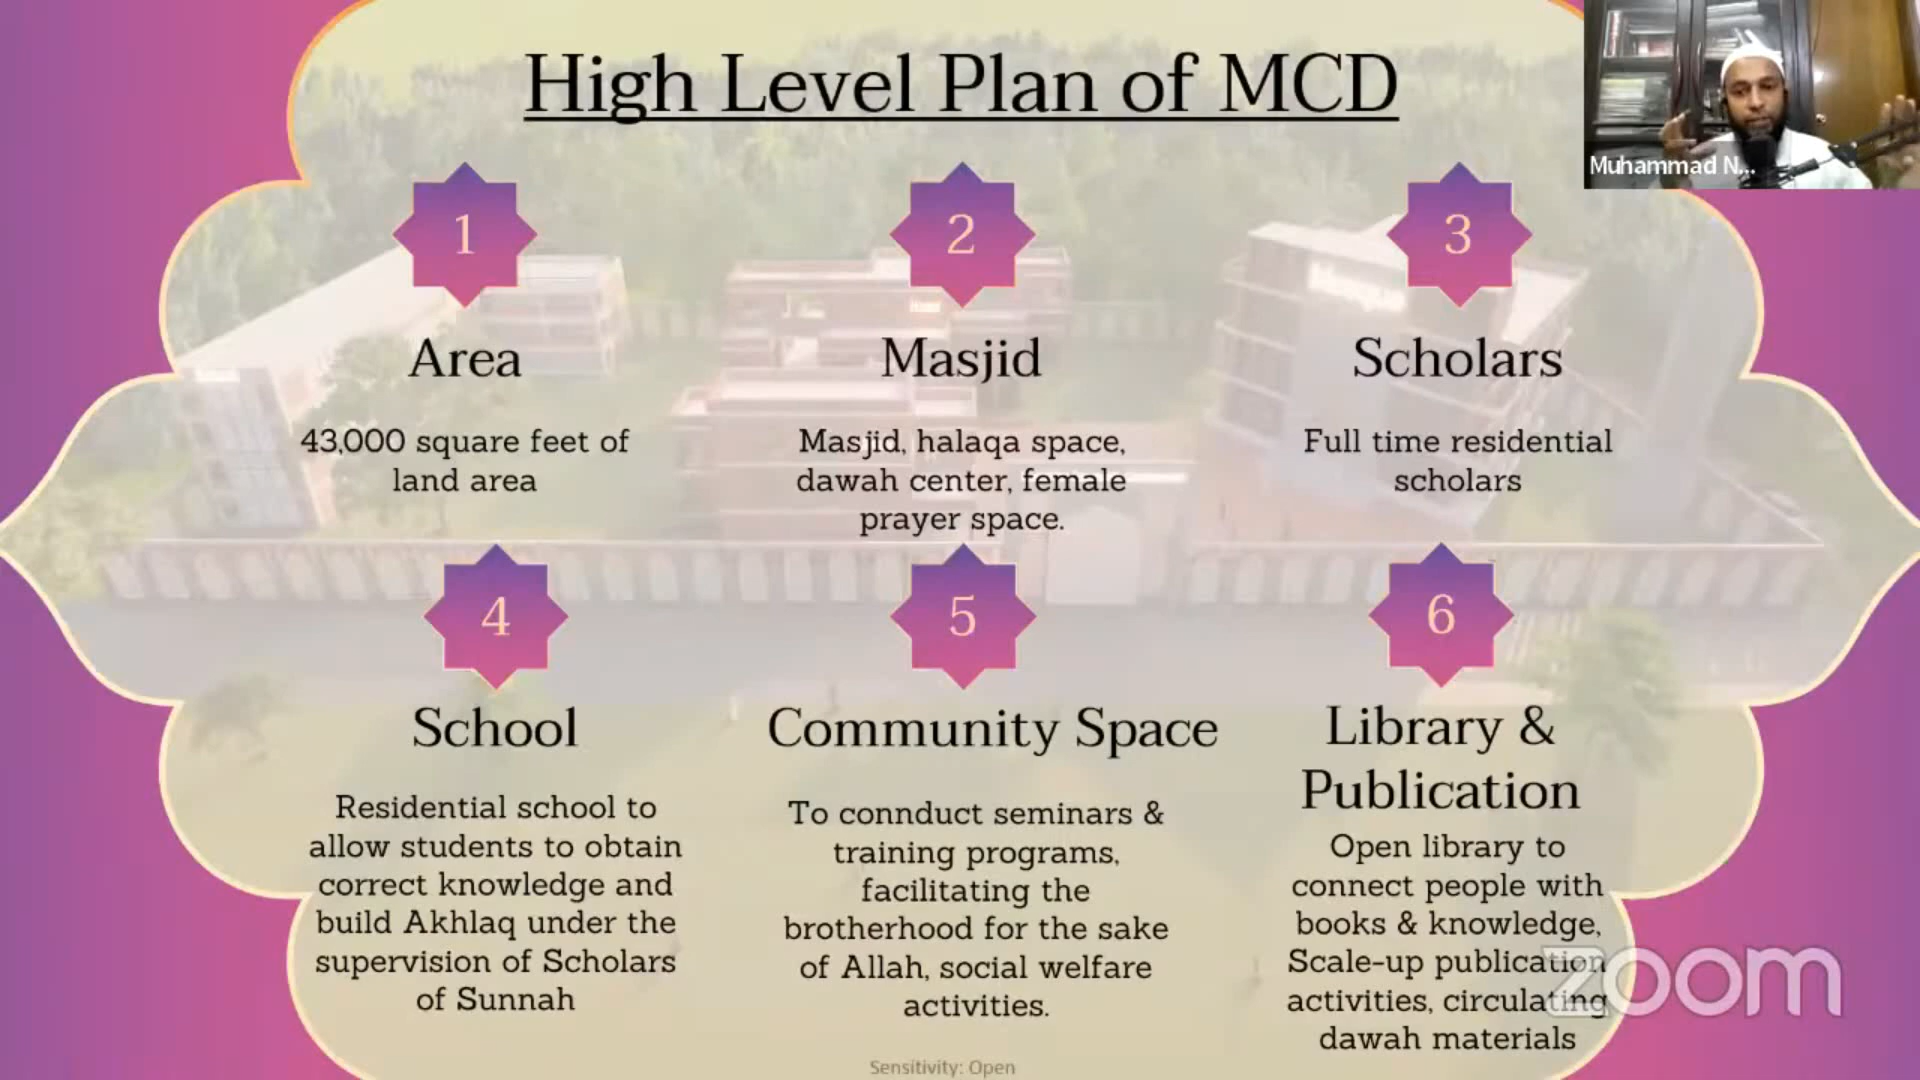 High Level Plan of MCD
Muhammad N...
1
Area
43,000 square feet of
land area
2
Masjid
Masjid, halaqa space,
dawah center, female
prayer space.
3
Scholars
Full time residential
scholars
4
School
Residential school to
allow students to obtain
correct knowledge and
build Akhlaq under the
supervision of Scholars
of Sunnah
5
Community Space
To connduct seminars &
training programs,
facilitating the
brotherhood for the sake
of Allah, social welfare
activities.
6
Library &
Publication
Open library to
connect people with
books & knowledge,
Scale-up publication
activities, circulating
dawah materials
zoom
Sensitivity: Open